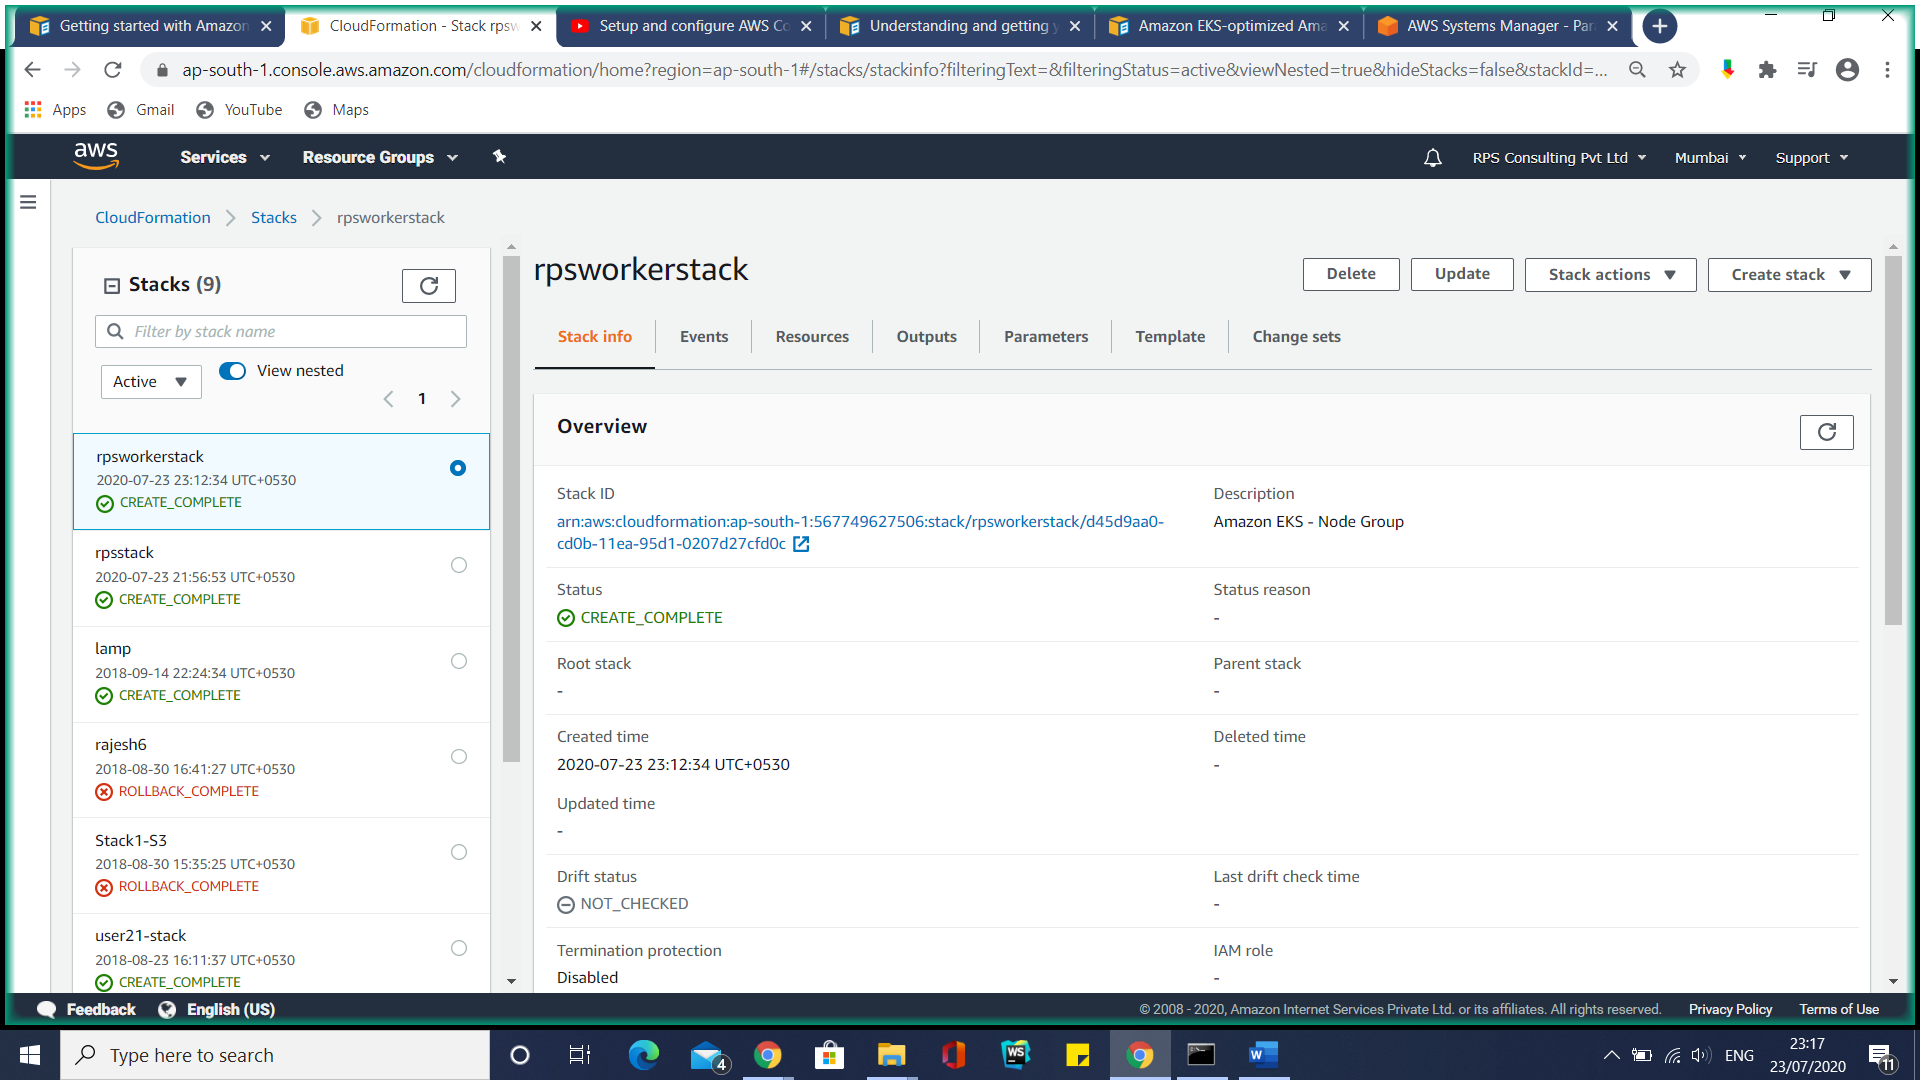 Getting started with Amazon
CloudFormation - Stack rpsw
Setup and configure AWS Co
Understanding and getting y
Amazon EKS-optimized Ama
AWS Systems Manager - Par
ap-south-1.console.aws.amazon.com/cloudformation/home?region=ap-south-1#/stacks/stackinfo?filteringText=&filteringStatus=active&viewNested=true&hideStacks=false&stackId=...
Apps Gmail YouTube Maps
aws Services Resource Groups RPS Consulting Pvt Ltd Mumbai Support
CloudFormation Stacks rpsworkerstack
Stacks (9)
Filter by stack name
Active View nested
1
rpsworkerstack
2020-07-23 23:12:34 UTC+0530
CREATE_COMPLETE
rpsstack
2020-07-23 21:56:53 UTC+0530
CREATE_COMPLETE
lamp
2018-09-14 22:24:34 UTC+0530
CREATE_COMPLETE
rajesh6
2018-08-30 16:41:27 UTC+0530
ROLLBACK_COMPLETE
Stack1-S3
2018-08-30 15:35:25 UTC+0530
ROLLBACK_COMPLETE
user21-stack
2018-08-23 16:11:37 UTC+0530
CREATE_COMPLETE
rpsworkerstack
Delete Update Stack actions Create stack
Stack info Events Resources Outputs Parameters Template Change sets
Overview
Stack ID
arn:aws:cloudformation:ap-south-1:567749627506:stack/rpsworkerstack/d45d9aa0-
cd0b-11ea-95d1-0207d27cfd0c
Description
Amazon EKS - Node Group
Status
CREATE_COMPLETE
Status reason
-
Root stack
-
Parent stack
-
Created time
2020-07-23 23:12:34 UTC+0530
Deleted time
-
Updated time
-
Drift status
NOT_CHECKED
Last drift check time
-
Termination protection
Disabled
IAM role
-
Feedback English (US) © 2008 - 2020, Amazon Internet Services Private Ltd. or its affiliates. All rights reserved. Privacy Policy Terms of Use
Type here to search
4
WS
W
ENG
23:17
23/07/2020
11